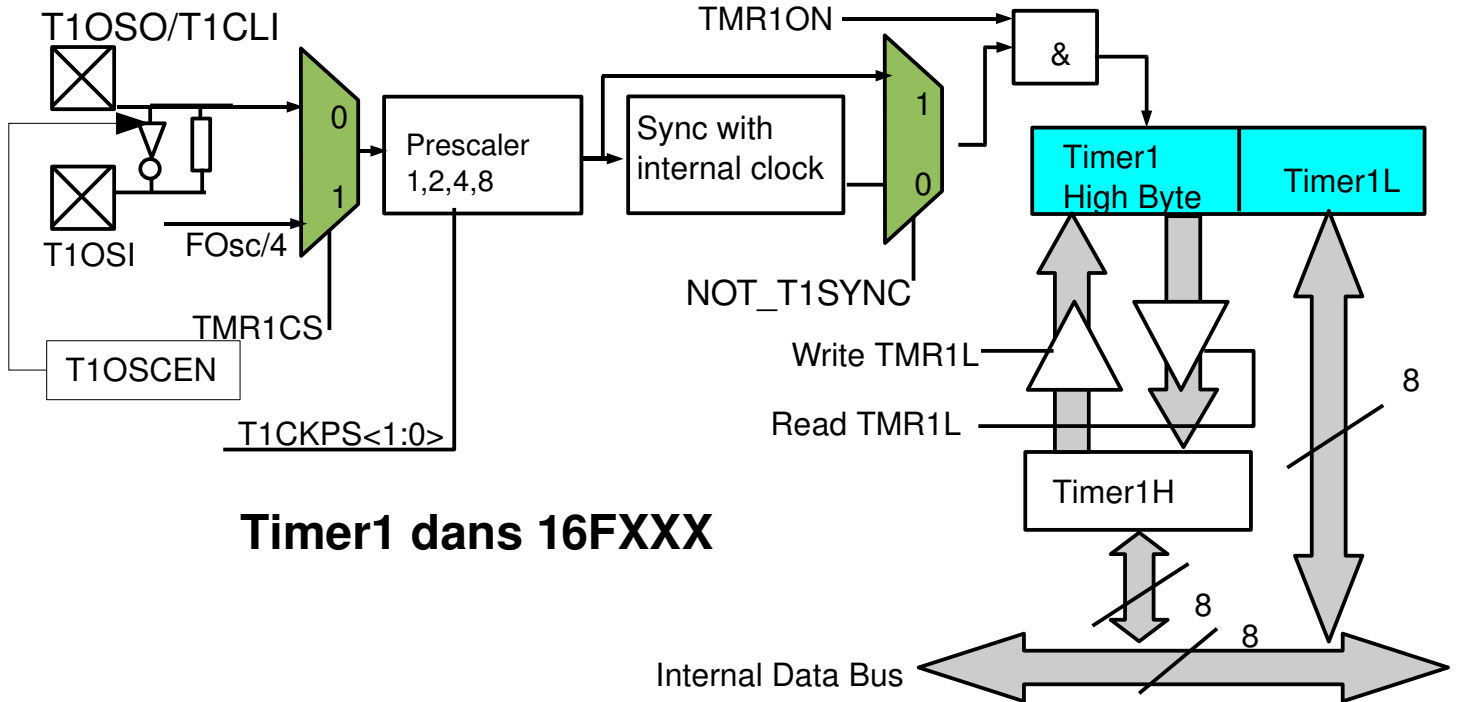 T1OSO/T1CLI
TMR1ON
&
0
1
Prescaler
1,2,4,8
Sync with
internal clock
1
0
Timer1
High Byte
Timer1L
T1OSI
FOsc/4
NOT_T1SYNC
TMR1CS
T1OSCEN
Write TMR1L
8
T1CKPS<1:0>
Read TMR1L
Timer1H
Timer1 dans 16FXXX
8
8
Internal Data Bus